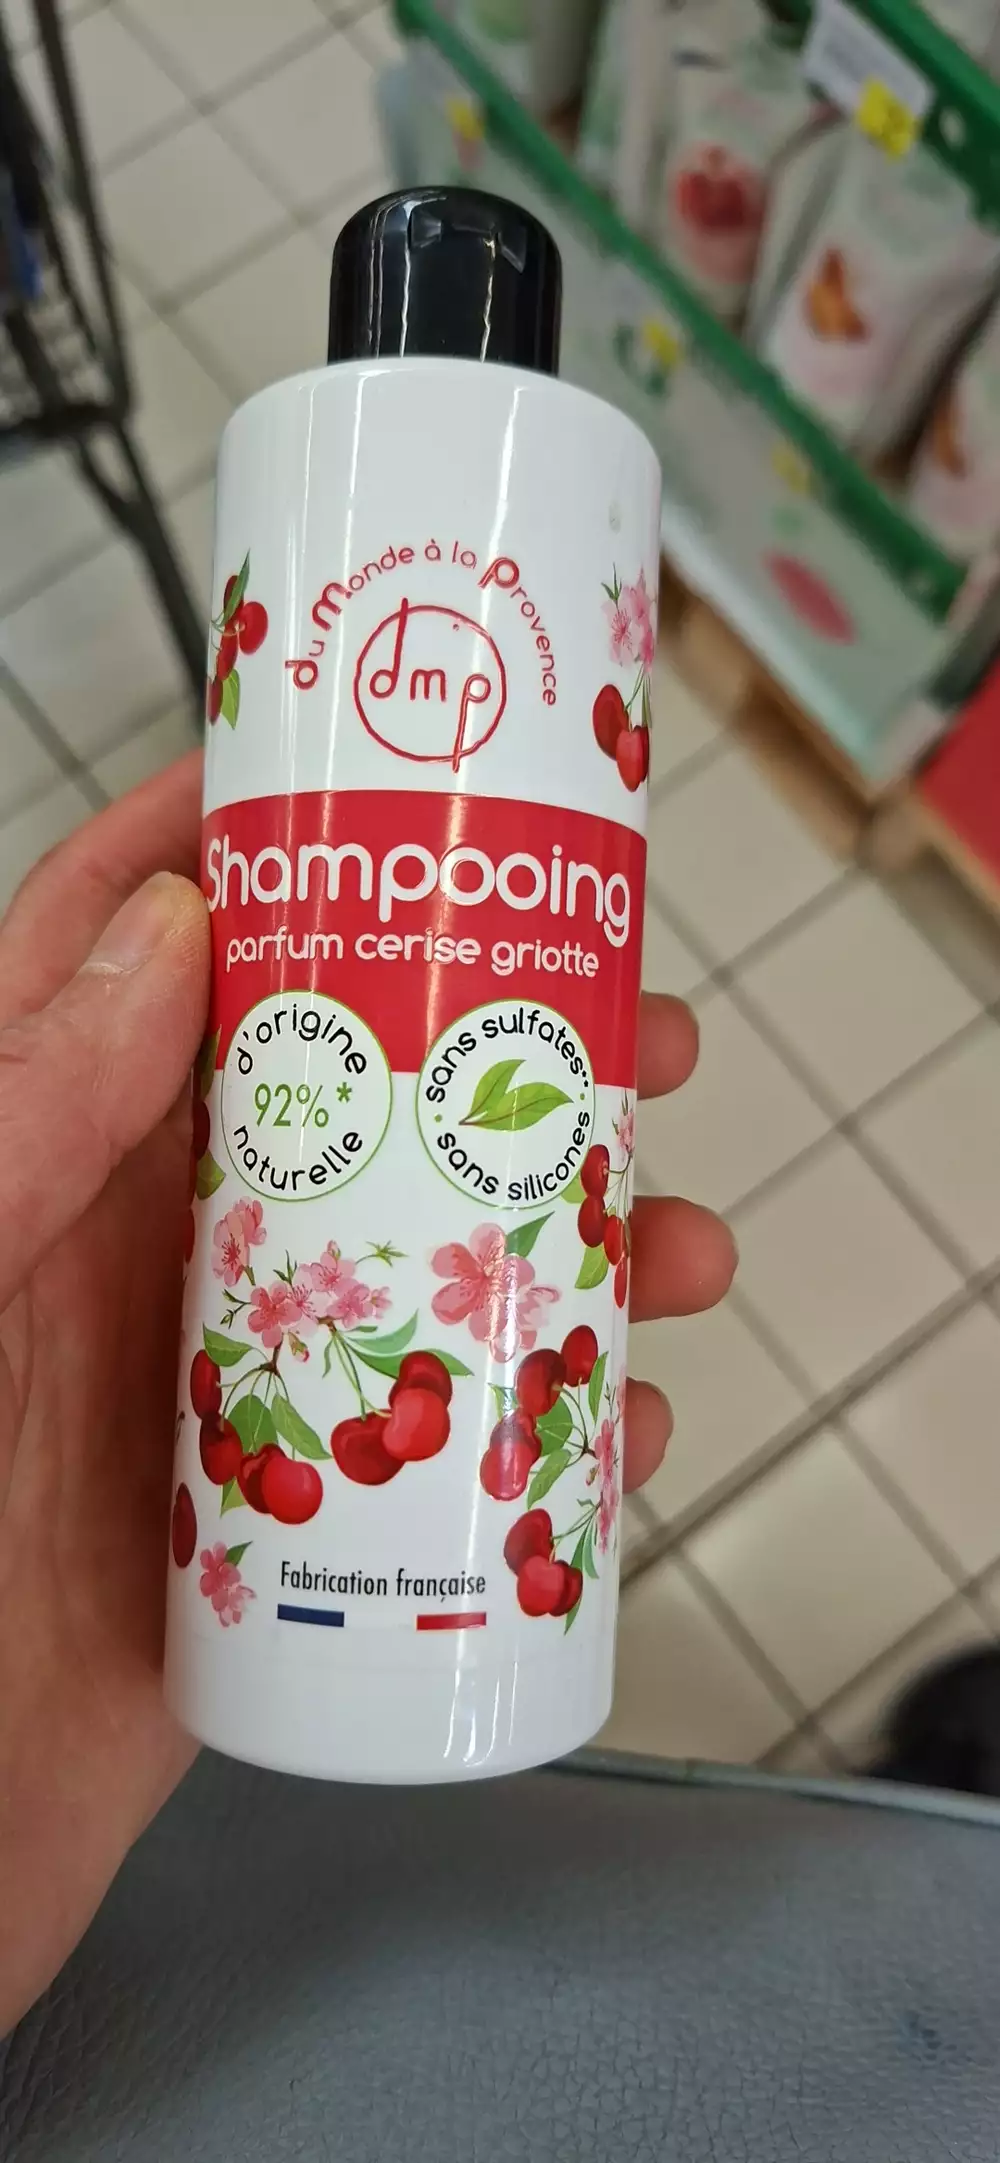 du Monde à la Provence
dmp
Shampooing
parfum cerise griotte
d'origine
92%*
naturelle
sans sulfates**
sans silicones
Fabrication française